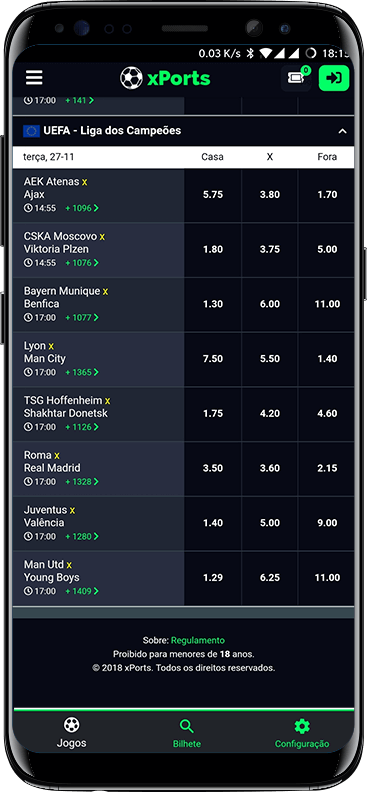 0.03 K/s 18:15
xPorts
0
17:00 + 141
UEFA - Liga dos Campeões
terça, 27-11 Casa X Fora
AEK Atenas x
Ajax
14:55 + 1096
5.75 3.80 1.70
CSKA Moscovo x
Viktoria Plzen
14:55 + 1076
1.80 3.75 5.00
Bayern Munique x
Benfica
17:00 + 1077
1.30 6.00 11.00
Lyon x
Man City
17:00 + 1365
7.50 5.50 1.40
TSG Hoffenheim x
Shakhtar Donetsk
17:00 + 1126
1.75 4.20 4.60
Roma x
Real Madrid
17:00 + 1328
3.50 3.60 2.15
Juventus x
Valência
17:00 + 1280
1.40 5.00 9.00
Man Utd x
Young Boys
17:00 + 1409
1.29 6.25 11.00
Sobre: Regulamento
Proibido para menores de 18 anos.
© 2018 xPorts. Todos os direitos reservados.
Jogos Bilhete Configuração